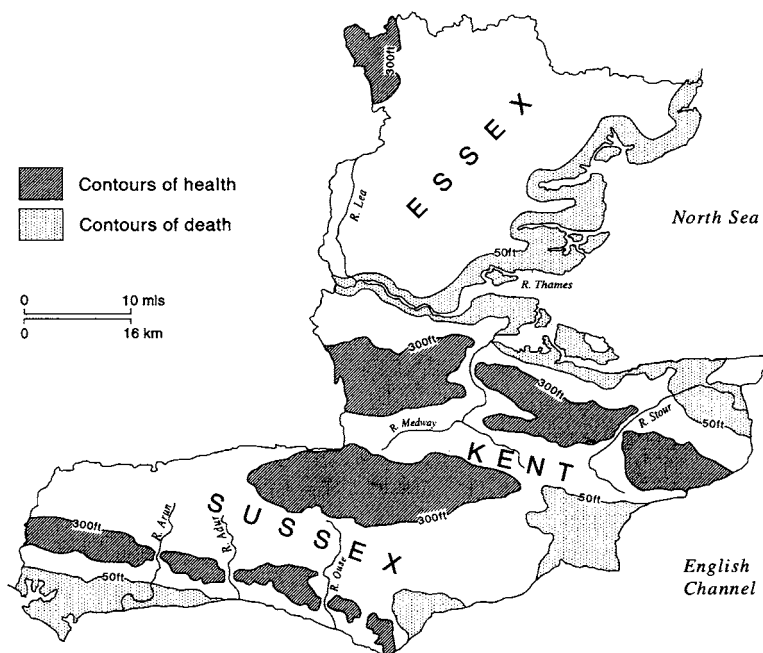 300ft
ESSEX
Contours of health
Contours of death
R. Lea
North Sea
50ft
R. Thames
0 10 mls
0 16 km
300ft
300ft
R. Stour
50ft
R. Medway
KENT
50ft
300ft
SUSSEX
300ft
R. Arun
R. Adur
R. Ouse
50ft
English
Channel